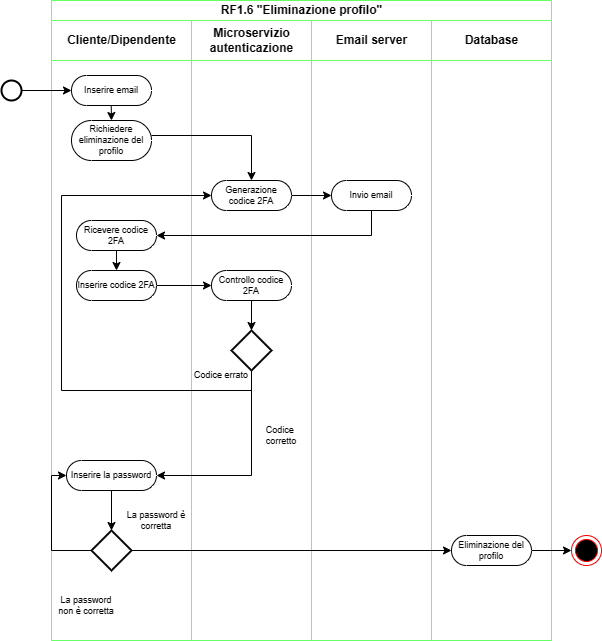 RF1.6 "Eliminazione profilo"
Cliente/Dipendente
Microservizio
autenticazione
Email server
Database
Inserire email
Richiedere
eliminazione del
profilo
Generazione
codice 2FA
Invio email
Ricevere codice
2FA
Inserire codice 2FA
Controllo codice
2FA
Codice errato
Codice
corretto
Inserire la password
La password è
corretta
Eliminazione del
profilo
La password
non è corretta